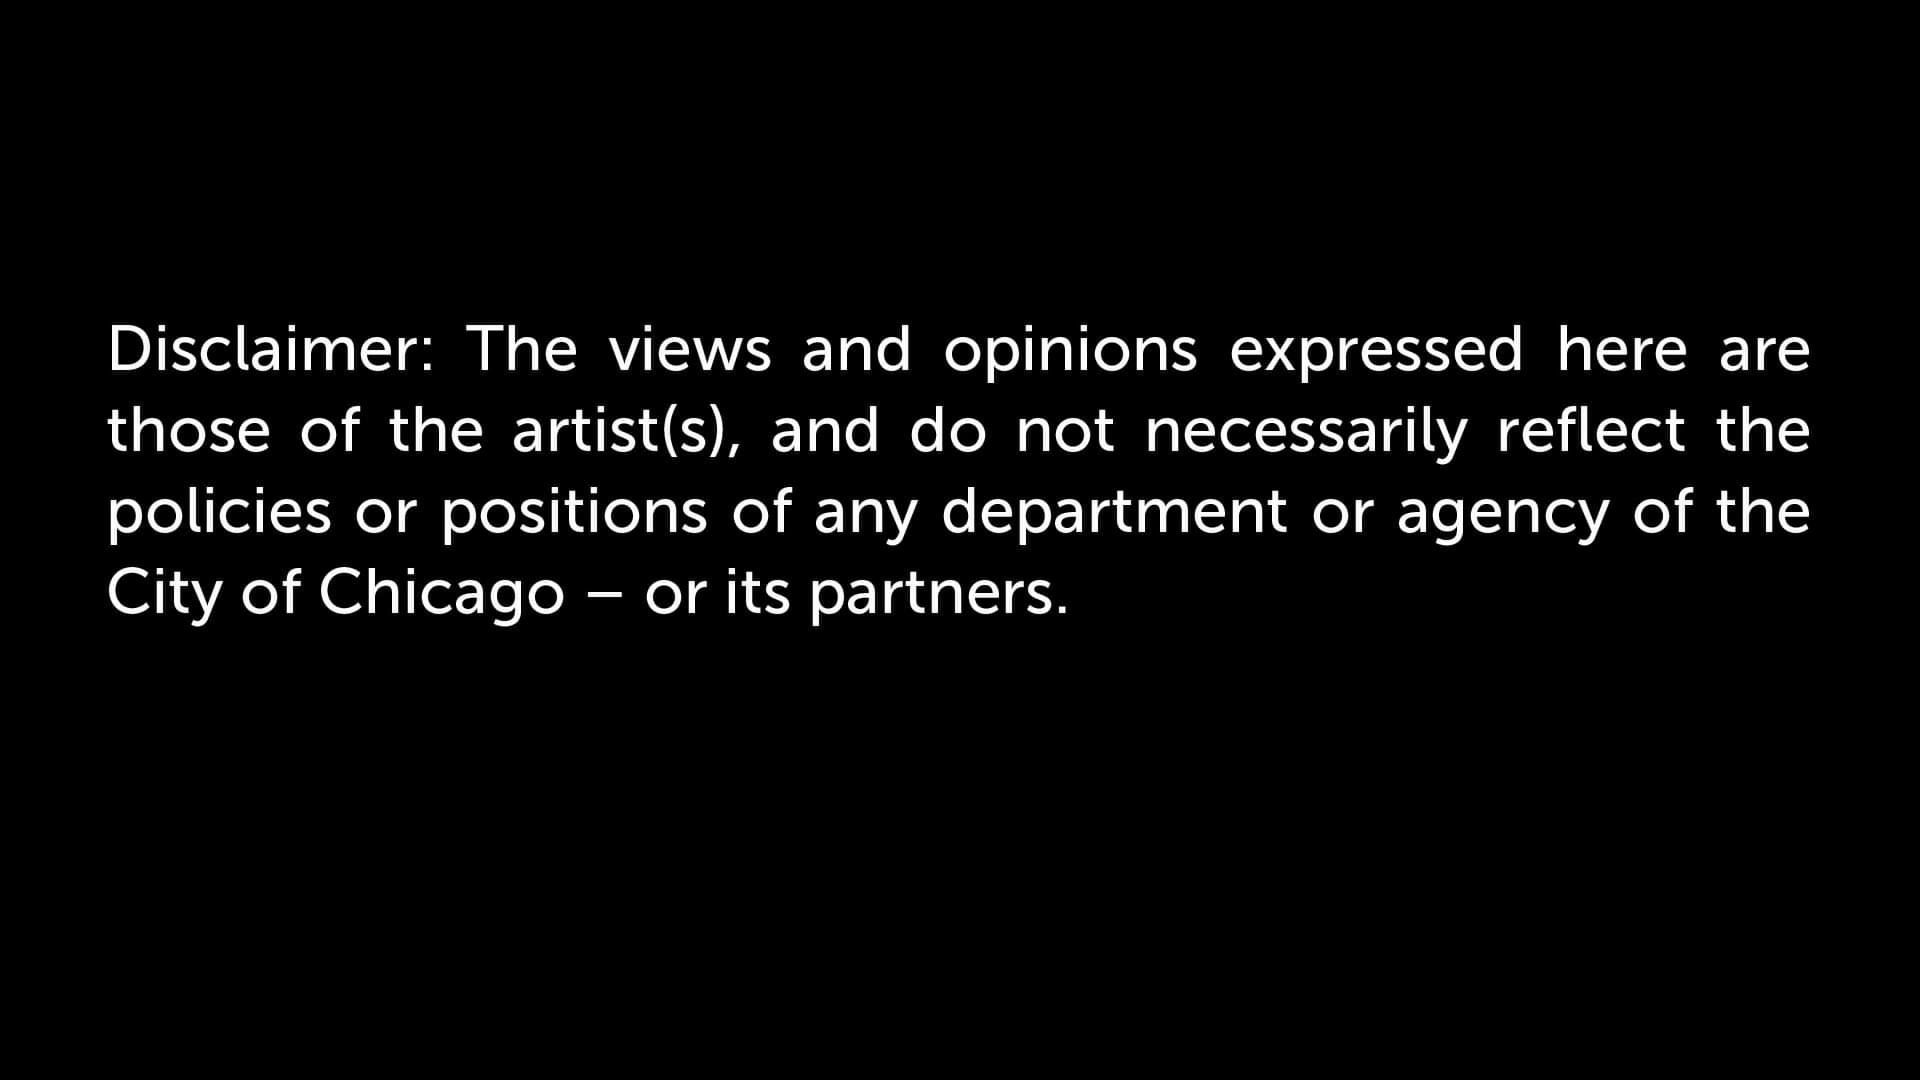 Disclaimer: The views and opinions expressed here are
those of the artist(s), and do not necessarily reflect the
policies or positions of any department or agency of the
City of Chicago – or its partners.